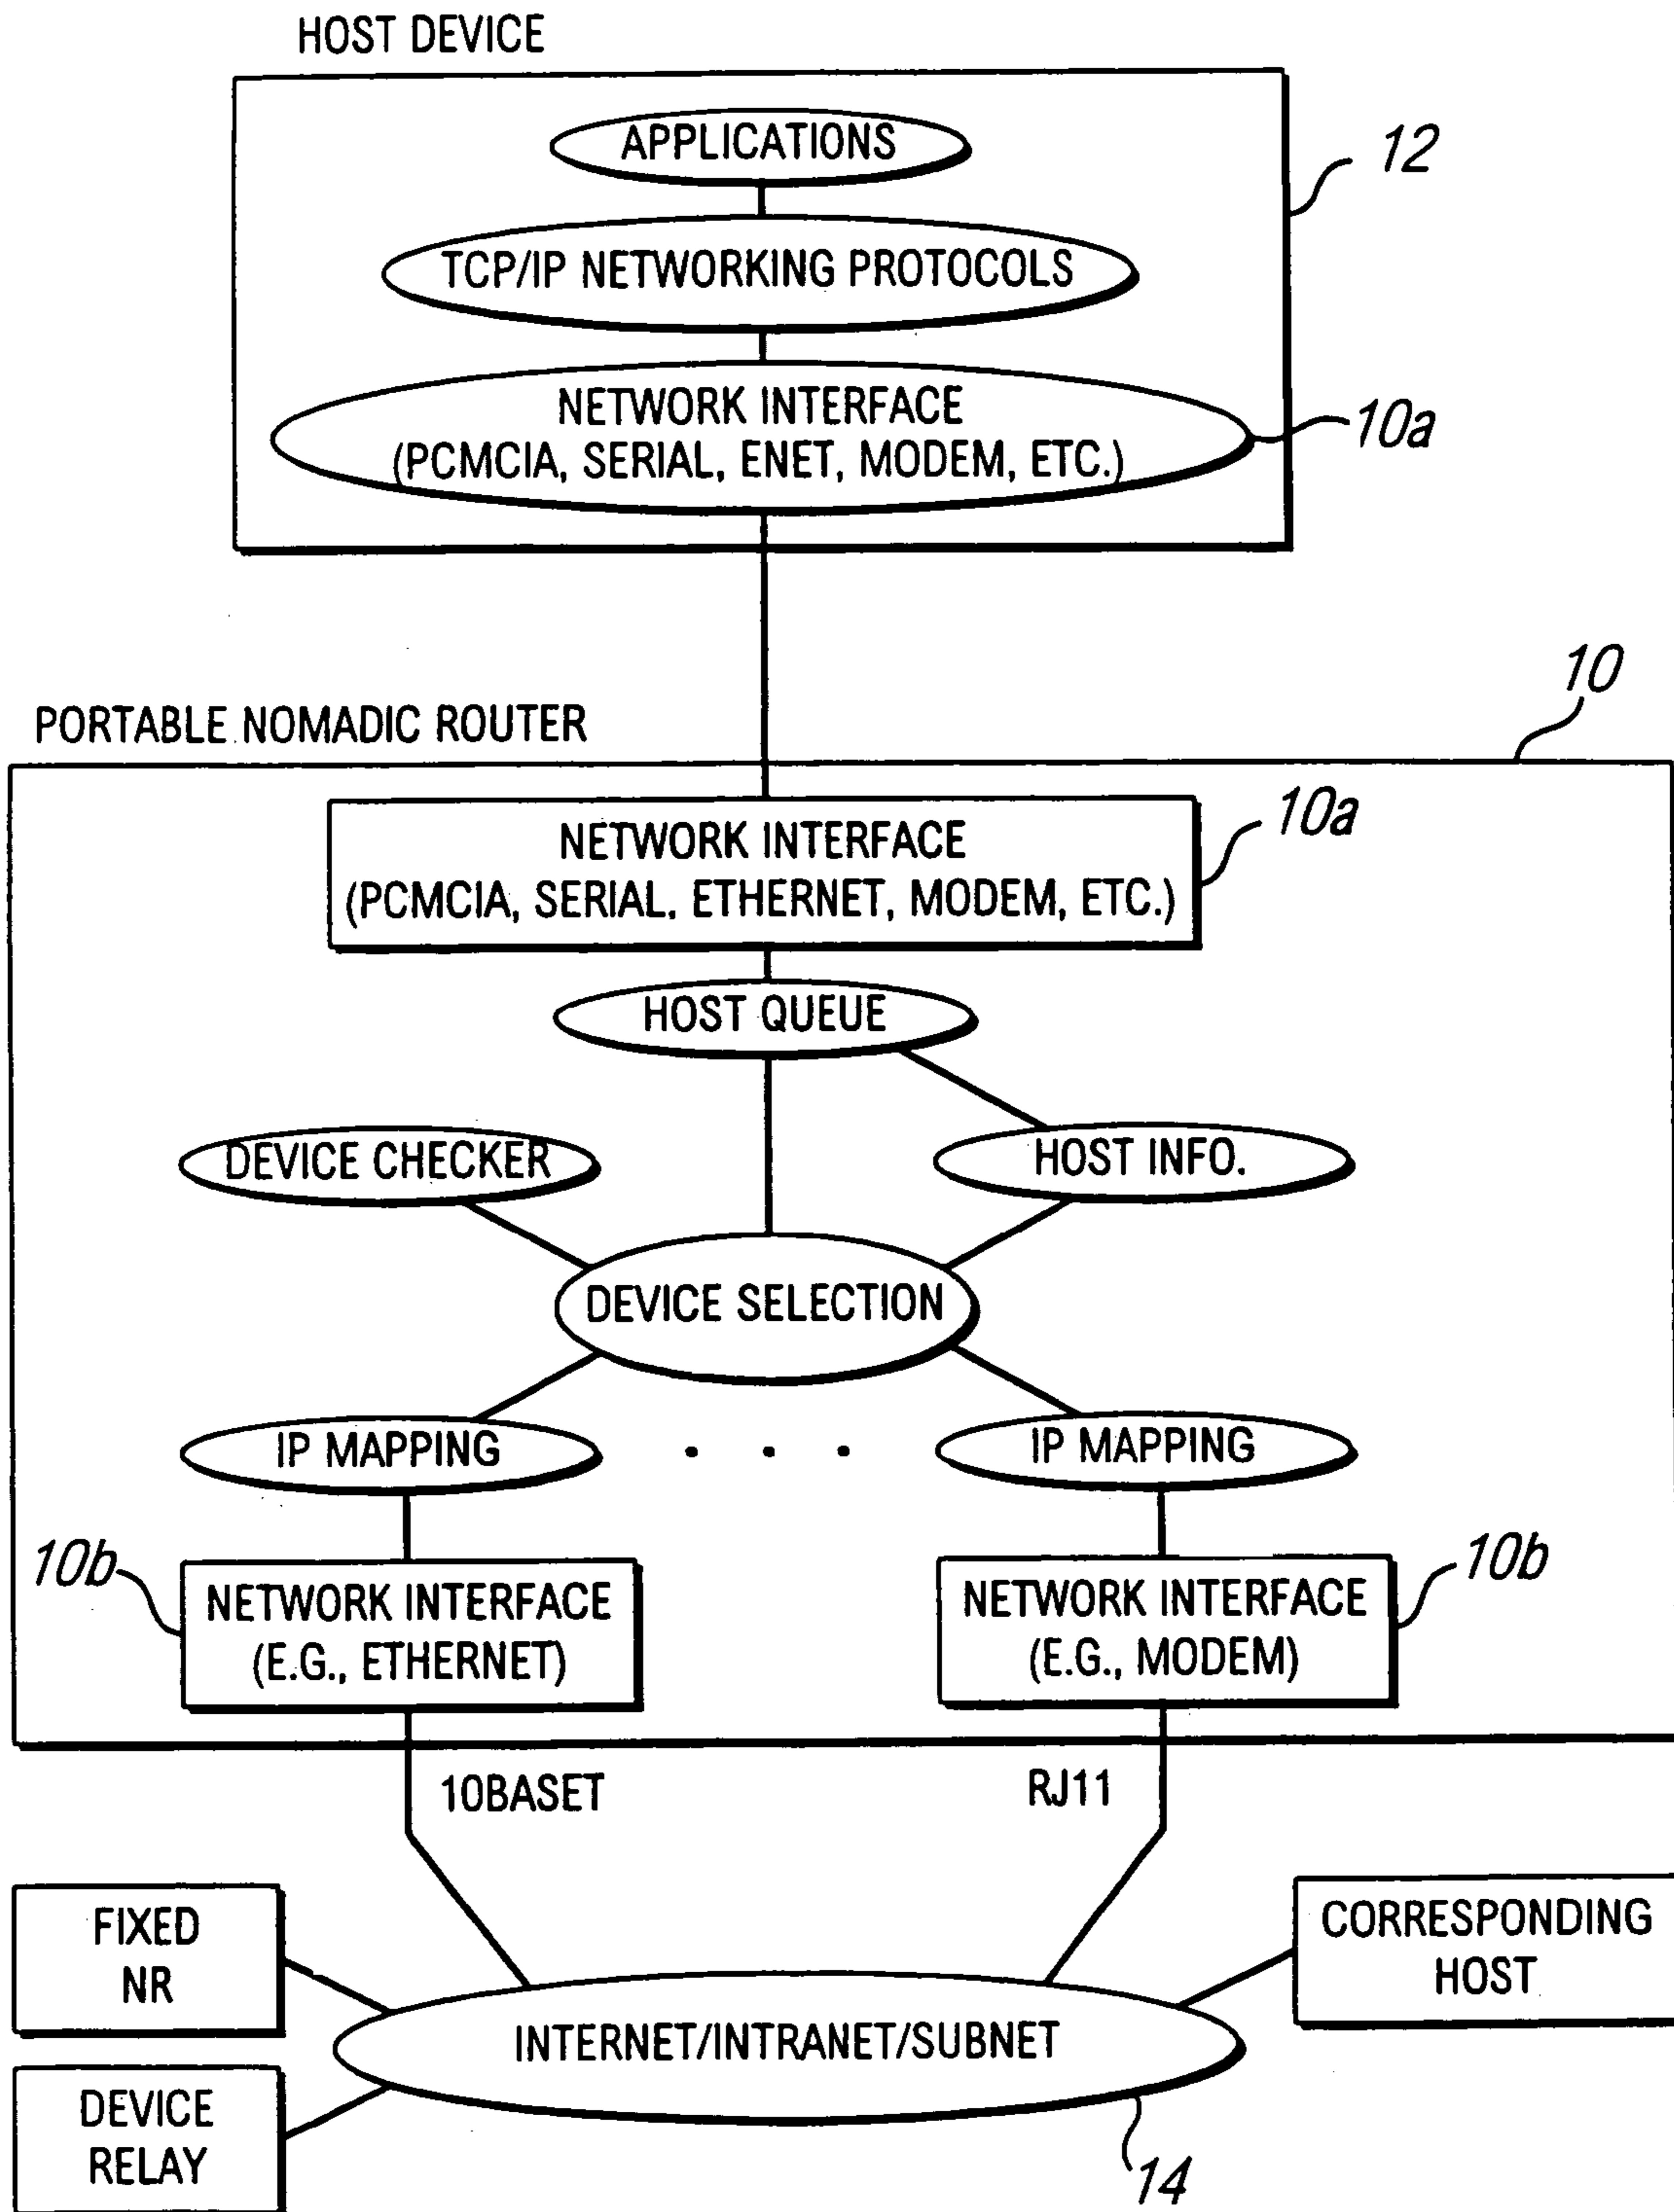 HOST DEVICE
APPLICATIONS
12
TCP/IP NETWORKING PROTOCOLS
NETWORK INTERFACE
(PCMCIA, SERIAL, ENET, MODEM, ETC.)
10a
10
PORTABLE NOMADIC ROUTER
10a
NETWORK INTERFACE
(PCMCIA, SERIAL, ETHERNET, MODEM, ETC.)
HOST QUEUE
DEVICE CHECKER
HOST INFO.
DEVICE SELECTION
IP MAPPING
. . .
IP MAPPING
10b
NETWORK INTERFACE
(E.G., ETHERNET)
NETWORK INTERFACE
(E.G., MODEM)
10b
10BASET
RJ11
FIXED
NR
CORRESPONDING
HOST
INTERNET/INTRANET/SUBNET
DEVICE
RELAY
14